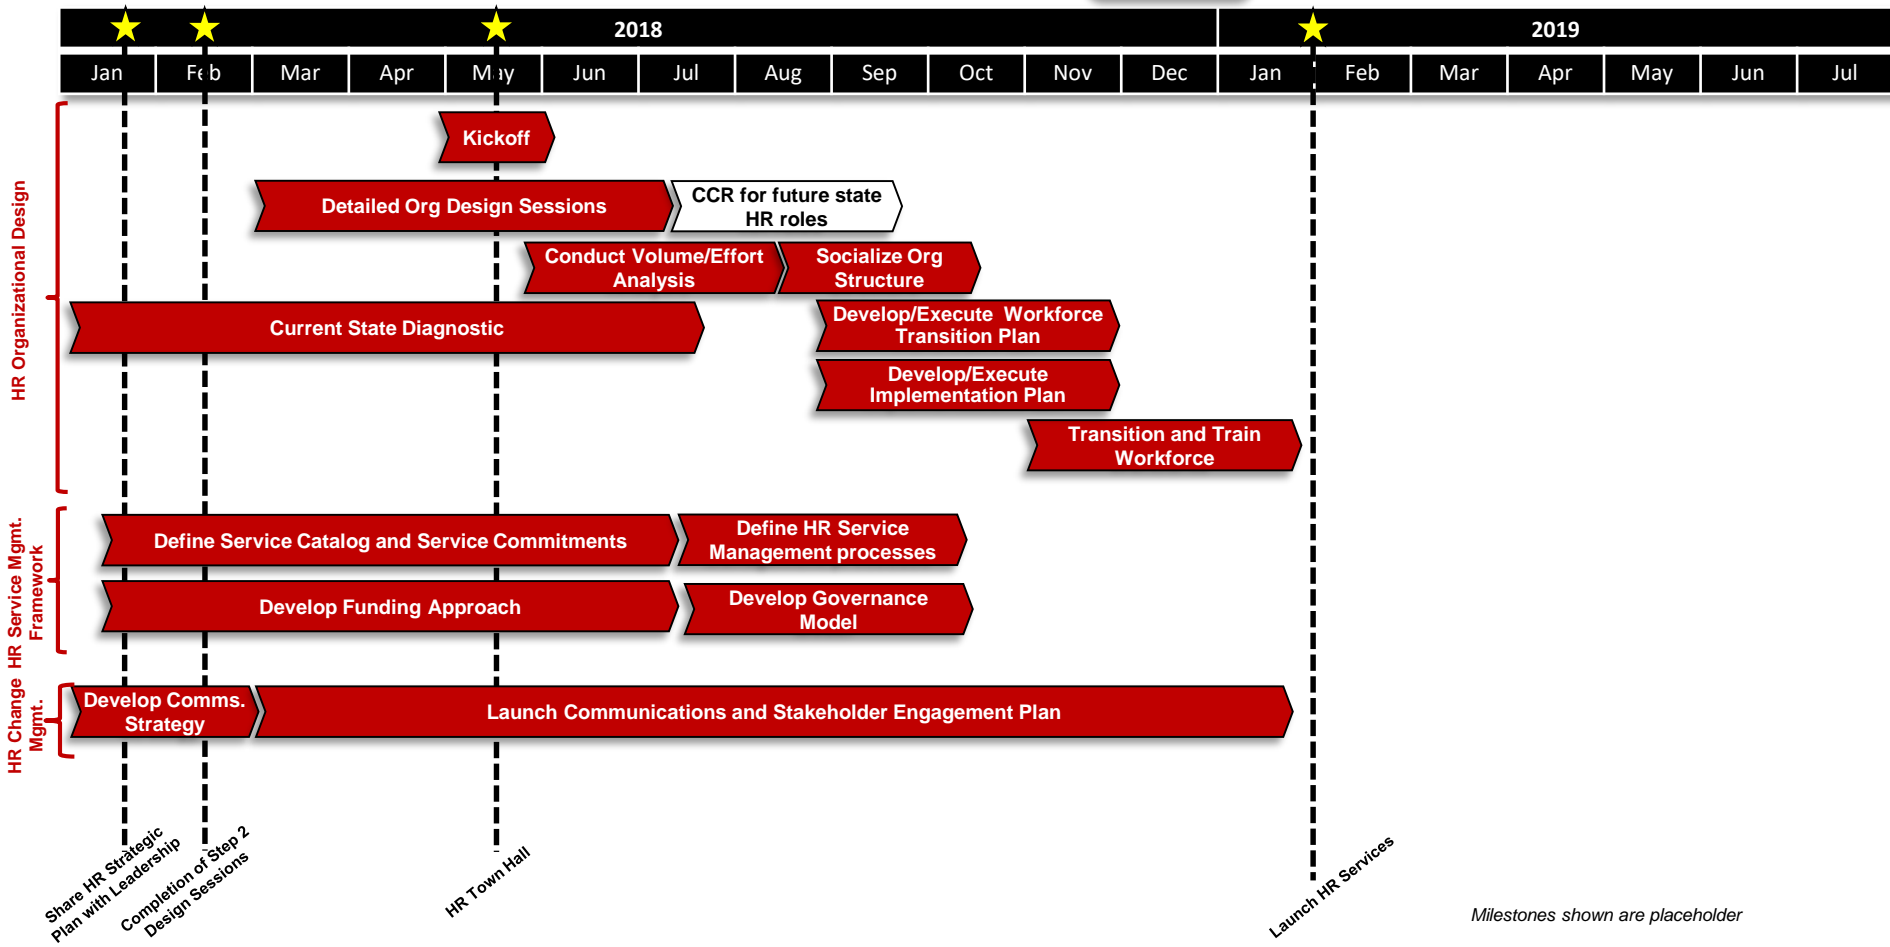 2018
2019
Jan
Feb
Mar
Apr
May
Jun
Jul
Aug
Sep
Oct
Nov
Dec
Jan
Feb
Mar
Apr
May
Jun
Jul
HR Organizational Design
Kickoff
Detailed Org Design Sessions
CCR for future state
HR roles
Conduct Volume/Effort
Analysis
Socialize Org
Structure
Current State Diagnostic
Develop/Execute Workforce
Transition Plan
Develop/Execute
Implementation Plan
Transition and Train
Workforce
HR Service Mgmt.
Framework
Define Service Catalog and Service Commitments
Define HR Service
Management processes
Develop Funding Approach
Develop Governance
Model
HR Change
Mgmt.
Develop Comms.
Strategy
Launch Communications and Stakeholder Engagement Plan
Share HR Strategic
Plan with Leadership
Completion of Step 2
Design Sessions
HR Town Hall
Launch HR Services
Milestones shown are placeholder